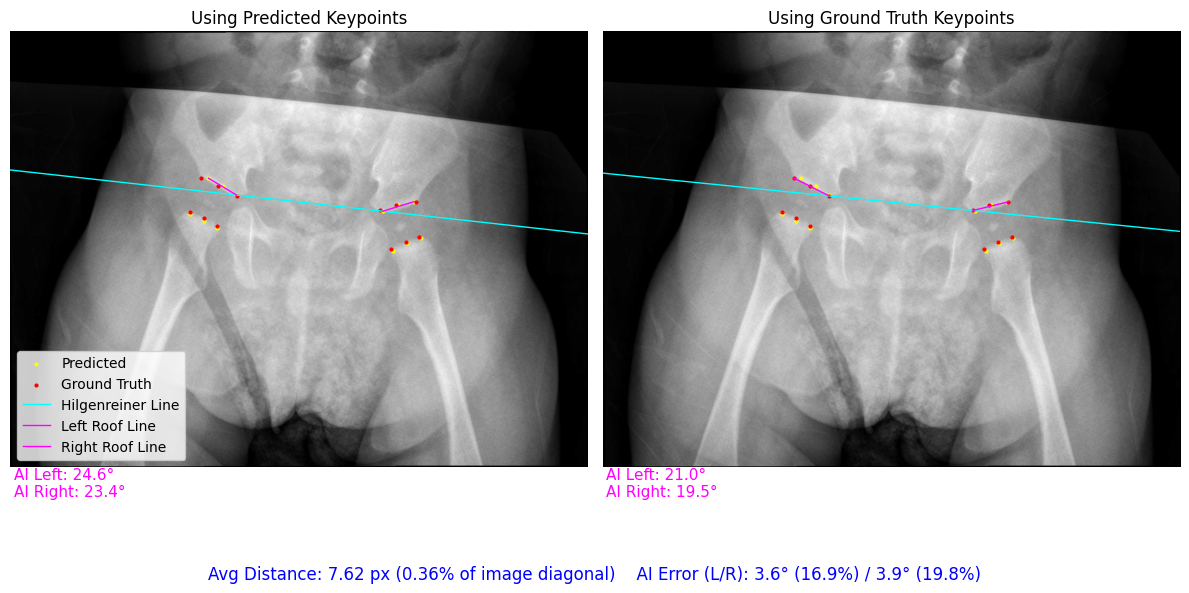 Using Predicted Keypoints
Using Ground Truth Keypoints
Predicted
Ground Truth
Hilgenreiner Line
Left Roof Line
Right Roof Line
AI Left: 24.6°
AI Right: 23.4°
AI Left: 21.0°
AI Right: 19.5°
Avg Distance: 7.62 px (0.36% of image diagonal)    AI Error (L/R): 3.6° (16.9%) / 3.9° (19.8%)